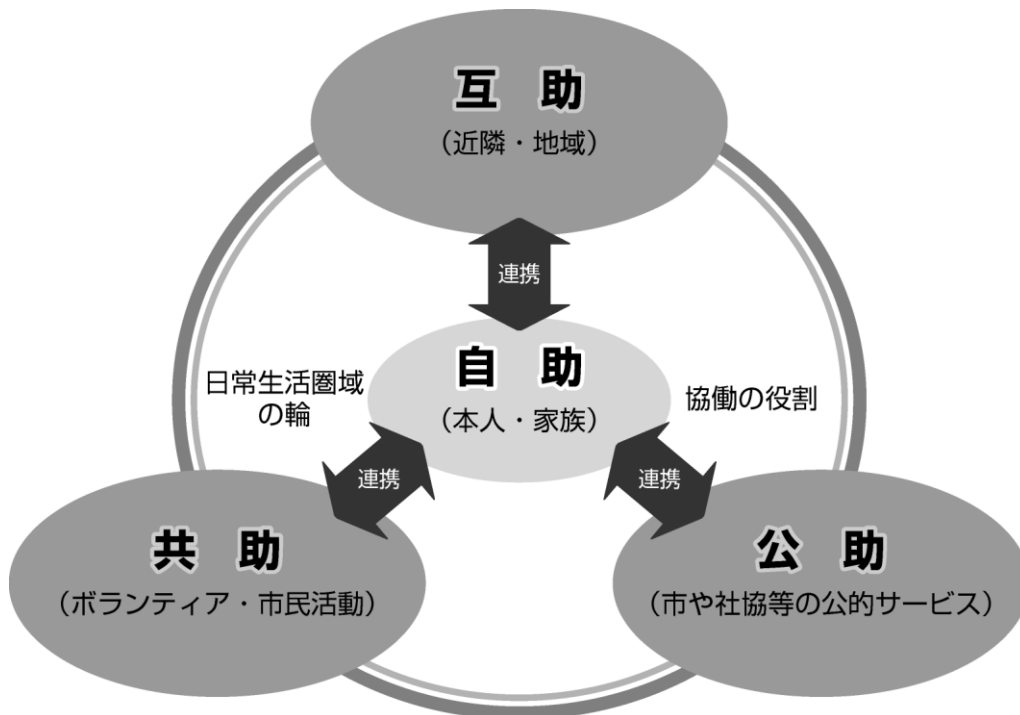 互　助
（近隣・地域）
連携
自　助
（本人・家族）
日常生活圏域
の輪
協働の役割
連携
連携
共　助
（ボランティア・市民活動）
公　助
（市や社協等の公的サービス）